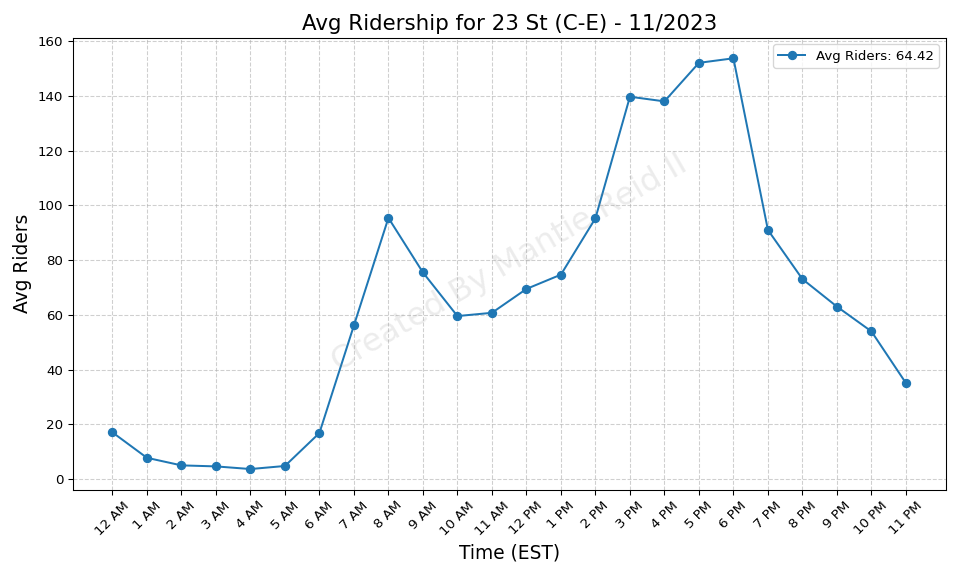 Avg Ridership for 23 St (C-E) - 11/2023
Avg Riders: 64.42
160
140
120
100
80
60
40
20
0
Avg Riders
Created By Mantle Reid II
12 AM
1 AM
2 AM
3 AM
4 AM
5 AM
6 AM
7 AM
8 AM
9 AM
10 AM
11 AM
12 PM
1 PM
2 PM
3 PM
4 PM
5 PM
6 PM
7 PM
8 PM
9 PM
10 PM
11 PM
Time (EST)